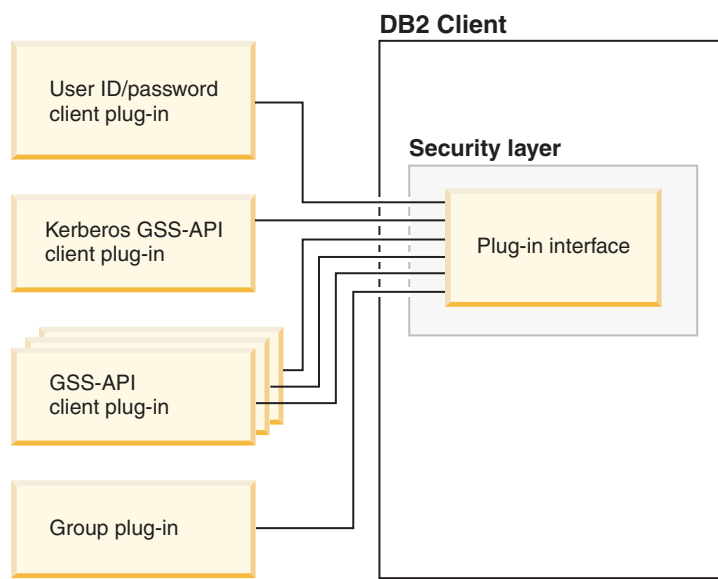 DB2 Client
User ID/password
client plug-in
Security layer
Kerberos GSS-API
client plug-in
Plug-in interface
GSS-API
client plug-in
Group plug-in